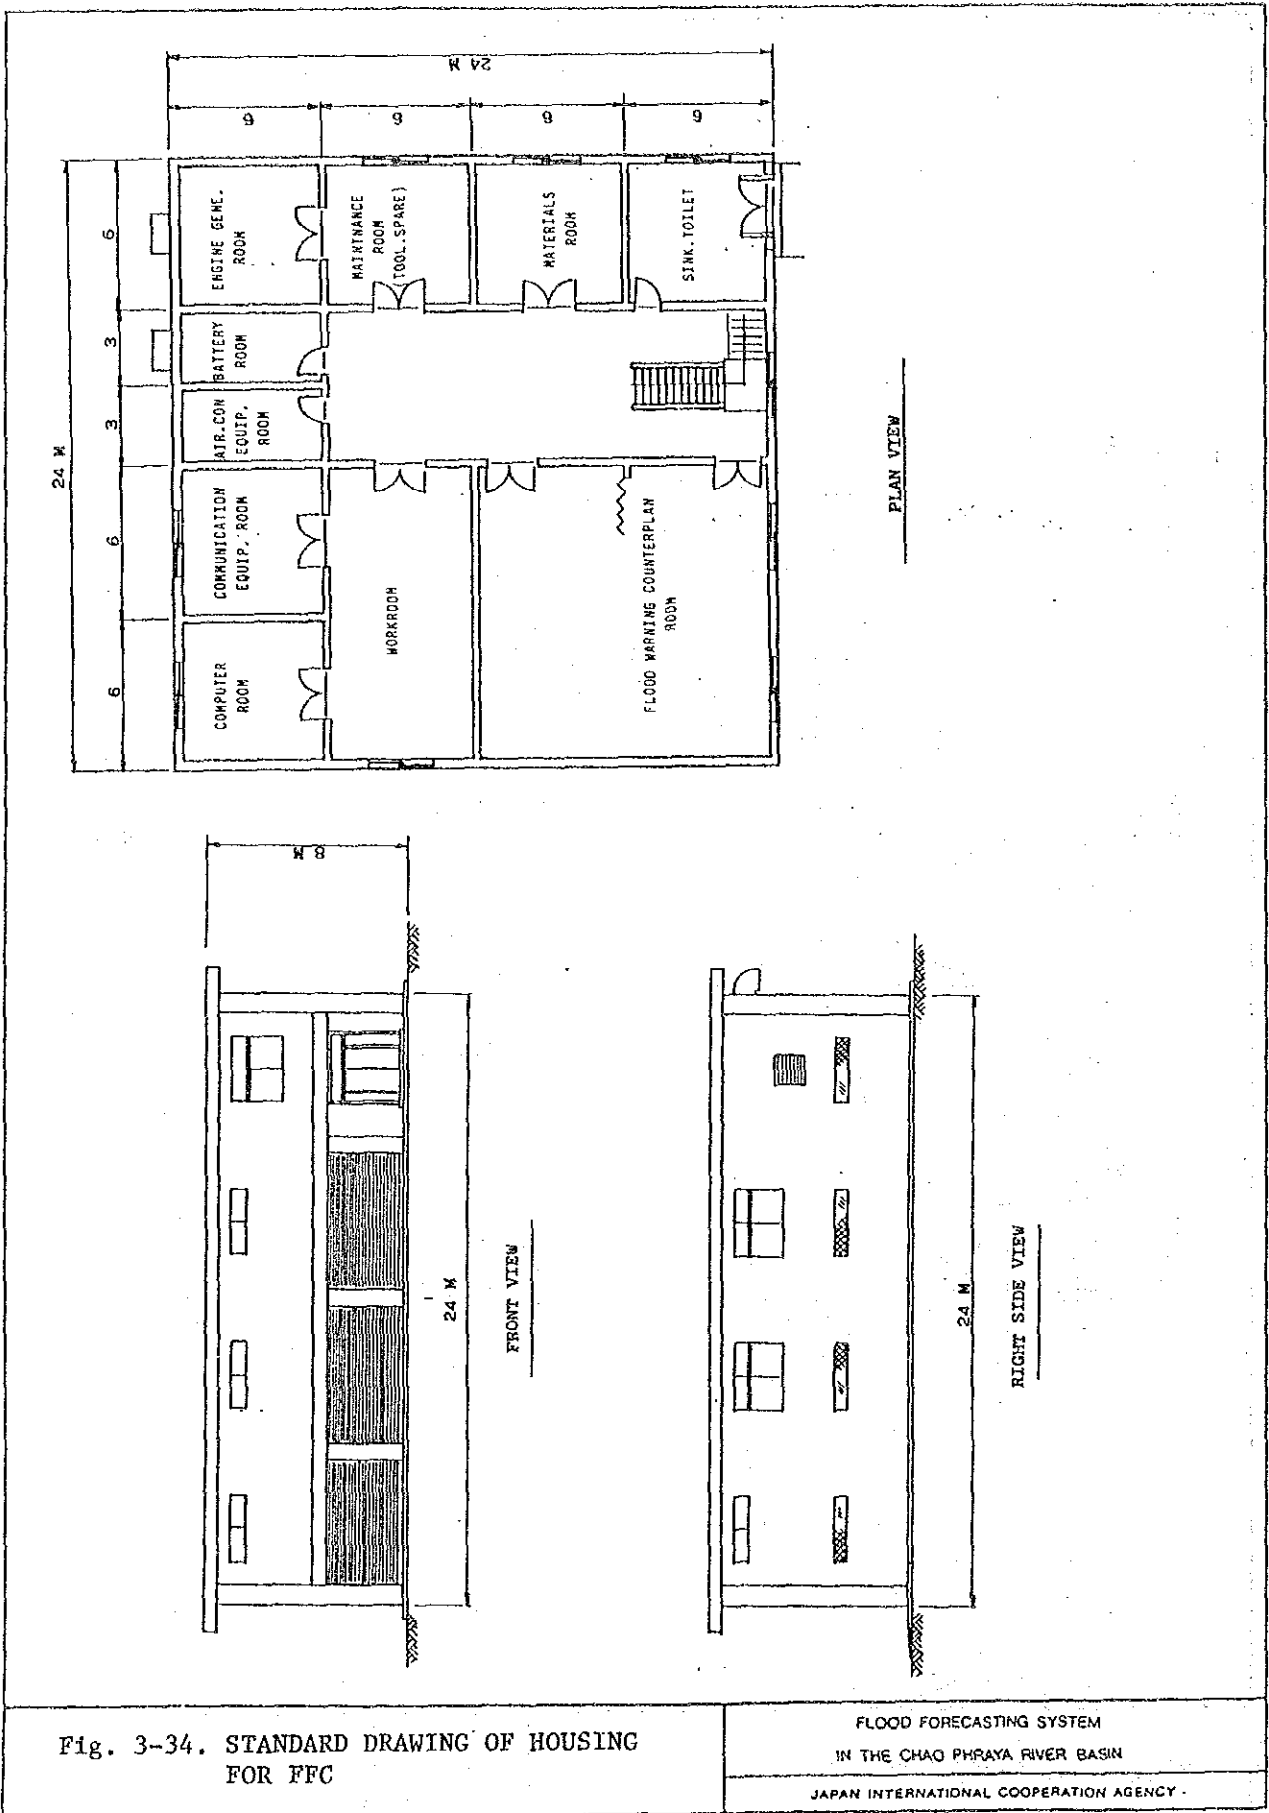 24 M
6
6
6
6
24 M
6
6
3
3
6
COMPUTER
ROOM
COMMUNICATION
EQUIP. ROOM
AIR.CON
EQUIP.
ROOM
BATTERY
ROOM
ENGINE GENE.
ROOM
WORKROOM
MAINTNANCE
ROOM
(TOOL.SPARE)
MATERIALS
ROOM
FLOOD WARNING COUNTERPLAN
ROOM
SINK.TOILET
PLAN VIEW
8 M
24 M
FRONT VIEW
24 M
RIGHT SIDE VIEW
Fig. 3-34. STANDARD DRAWING OF HOUSING
FOR FFC
FLOOD FORECASTING SYSTEM
IN THE CHAO PHRAYA RIVER BASIN
JAPAN INTERNATIONAL COOPERATION AGENCY